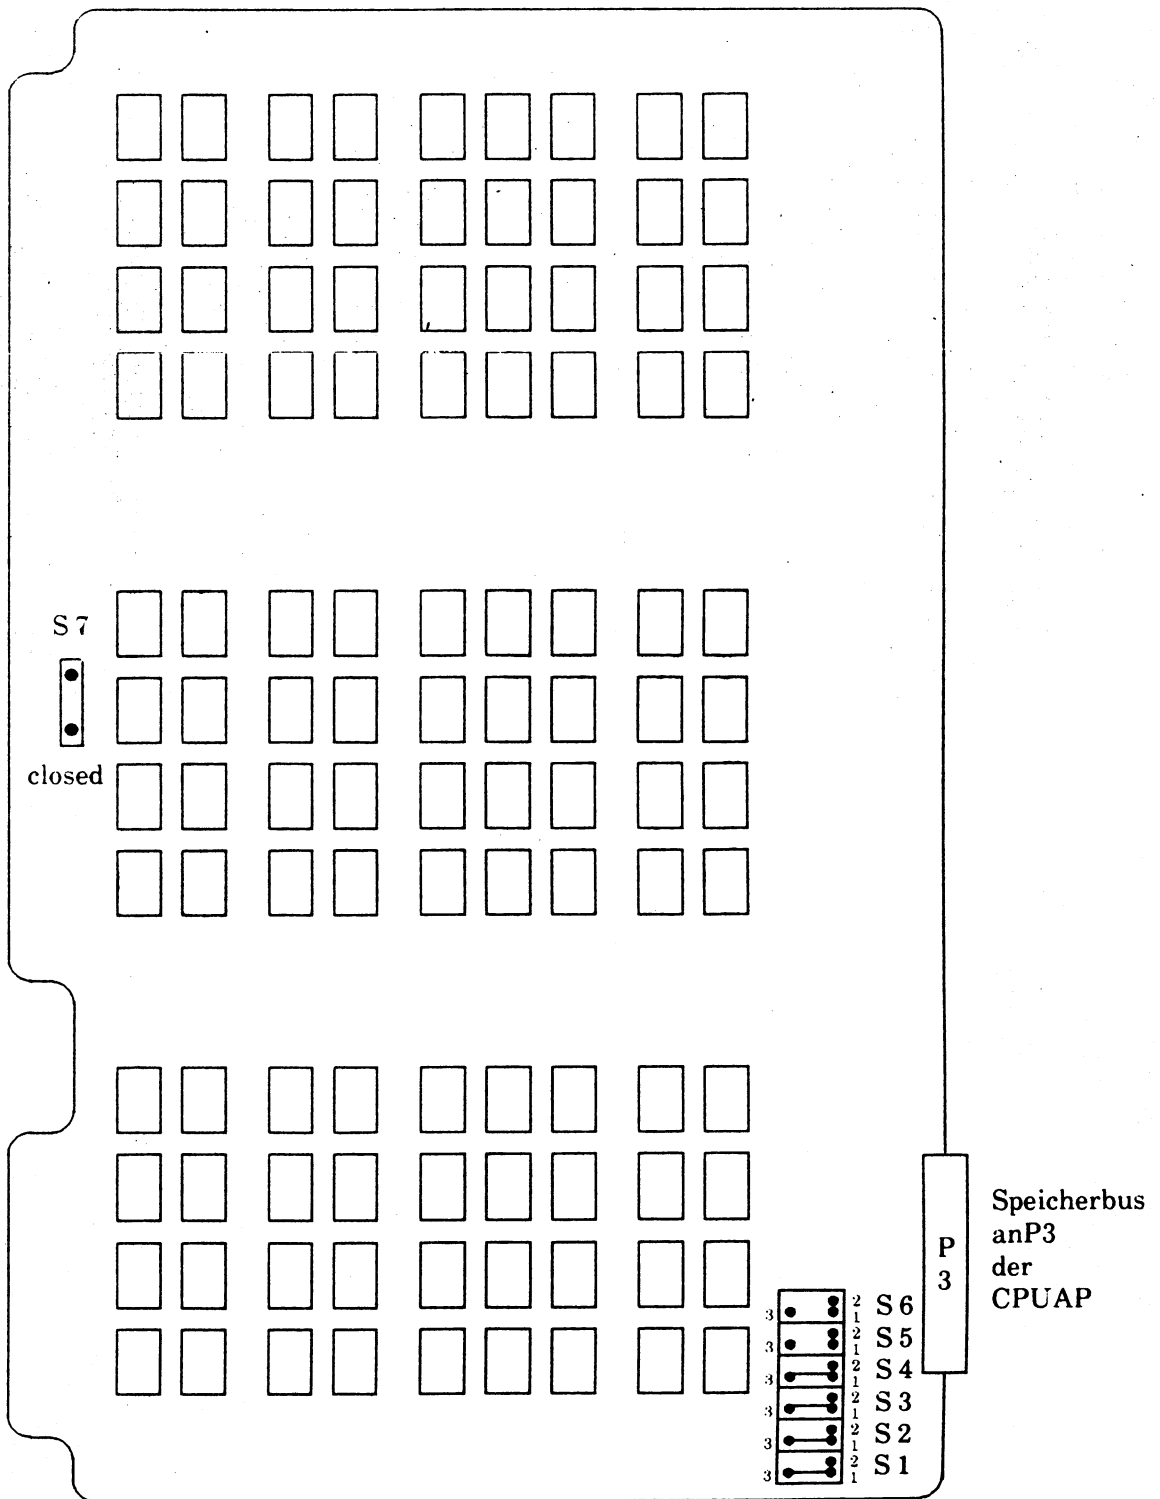 S 7
closed
P
3
Speicherbus
anP3
der
CPUAP
3 2 1 S 6
3 2 1 S 5
3 2 1 S 4
3 2 1 S 3
3 2 1 S 2
3 2 1 S 1